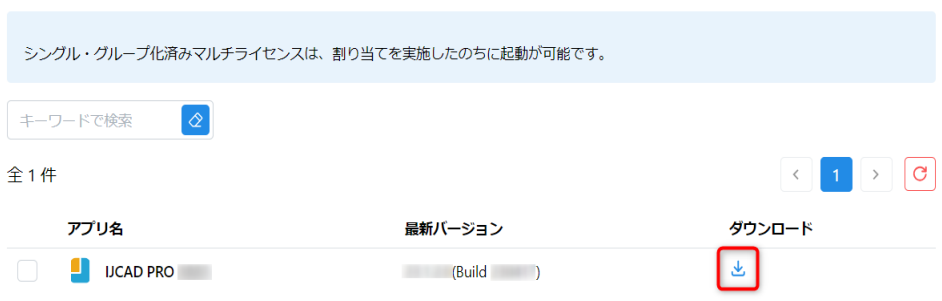 シングル・グループ化済みマルチライセンスは、割り当てを実施したのちに起動が可能です。
キーワードで検索
全 1 件
1
アプリ名 最新バージョン ダウンロード
IJCAD PRO (Build )